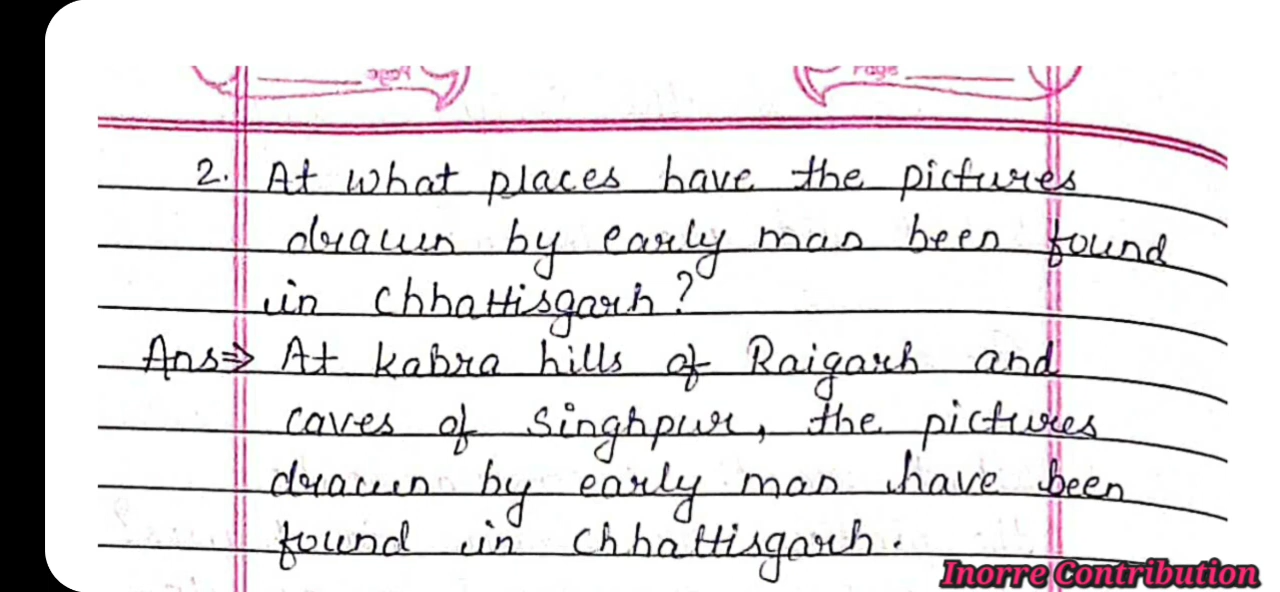 Page
Page
2. At what places have the pictures
drawn by early man been found
in Chhattisgarh?
Ans⇒ At kabra hills of Raigarh and
caves of Singhpur, the pictures
drawn by early man have been
found in Chhattisgarh.
Inorre Contribution